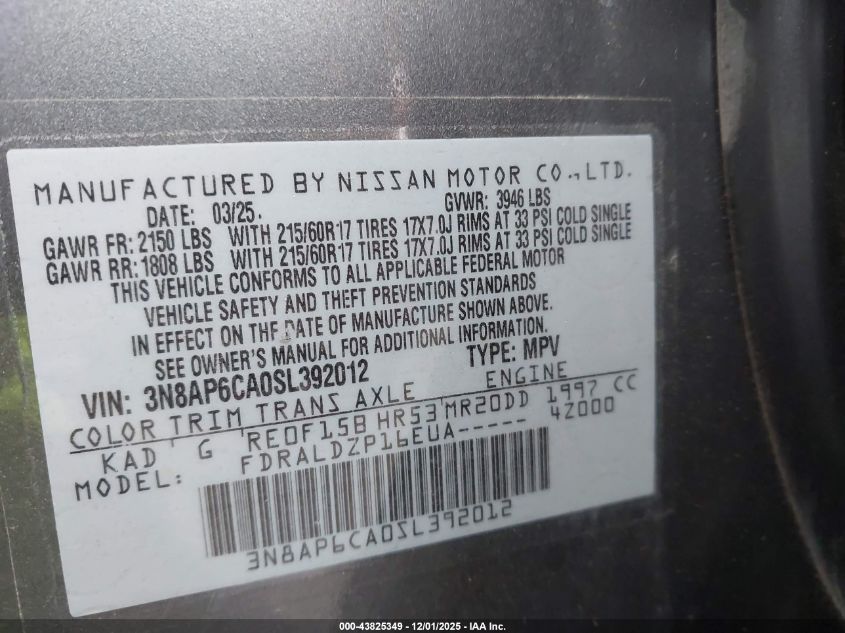 MANUFACTURED BY NISSAN MOTOR CO.,LTD.
DATE: 03/25. GVWR: 3946 LBS
GAWR FR: 2150 LBS WITH 215/60R17 TIRES 17X7.0J RIMS AT 33 PSI COLD SINGLE
GAWR RR: 1808 LBS WITH 215/60R17 TIRES 17X7.0J RIMS AT 33 PSI COLD SINGLE
THIS VEHICLE CONFORMS TO ALL APPLICABLE FEDERAL MOTOR
VEHICLE SAFETY AND THEFT PREVENTION STANDARDS
IN EFFECT ON THE DATE OF MANUFACTURE SHOWN ABOVE.
SEE OWNER'S MANUAL FOR ADDITIONAL INFORMATION.
VIN: 3N8AP6CA0SL392012 TYPE: MPV
COLOR TRIM TRANS AXLE ENGINE
KAD G RE0F15B HR53 MR20DD 1997 CC
MODEL: FDRALDZP16EUA----- 4Z000
3N8AP6CA0SL392012
000-43825349 - 12/01/2025 - IAA Inc.